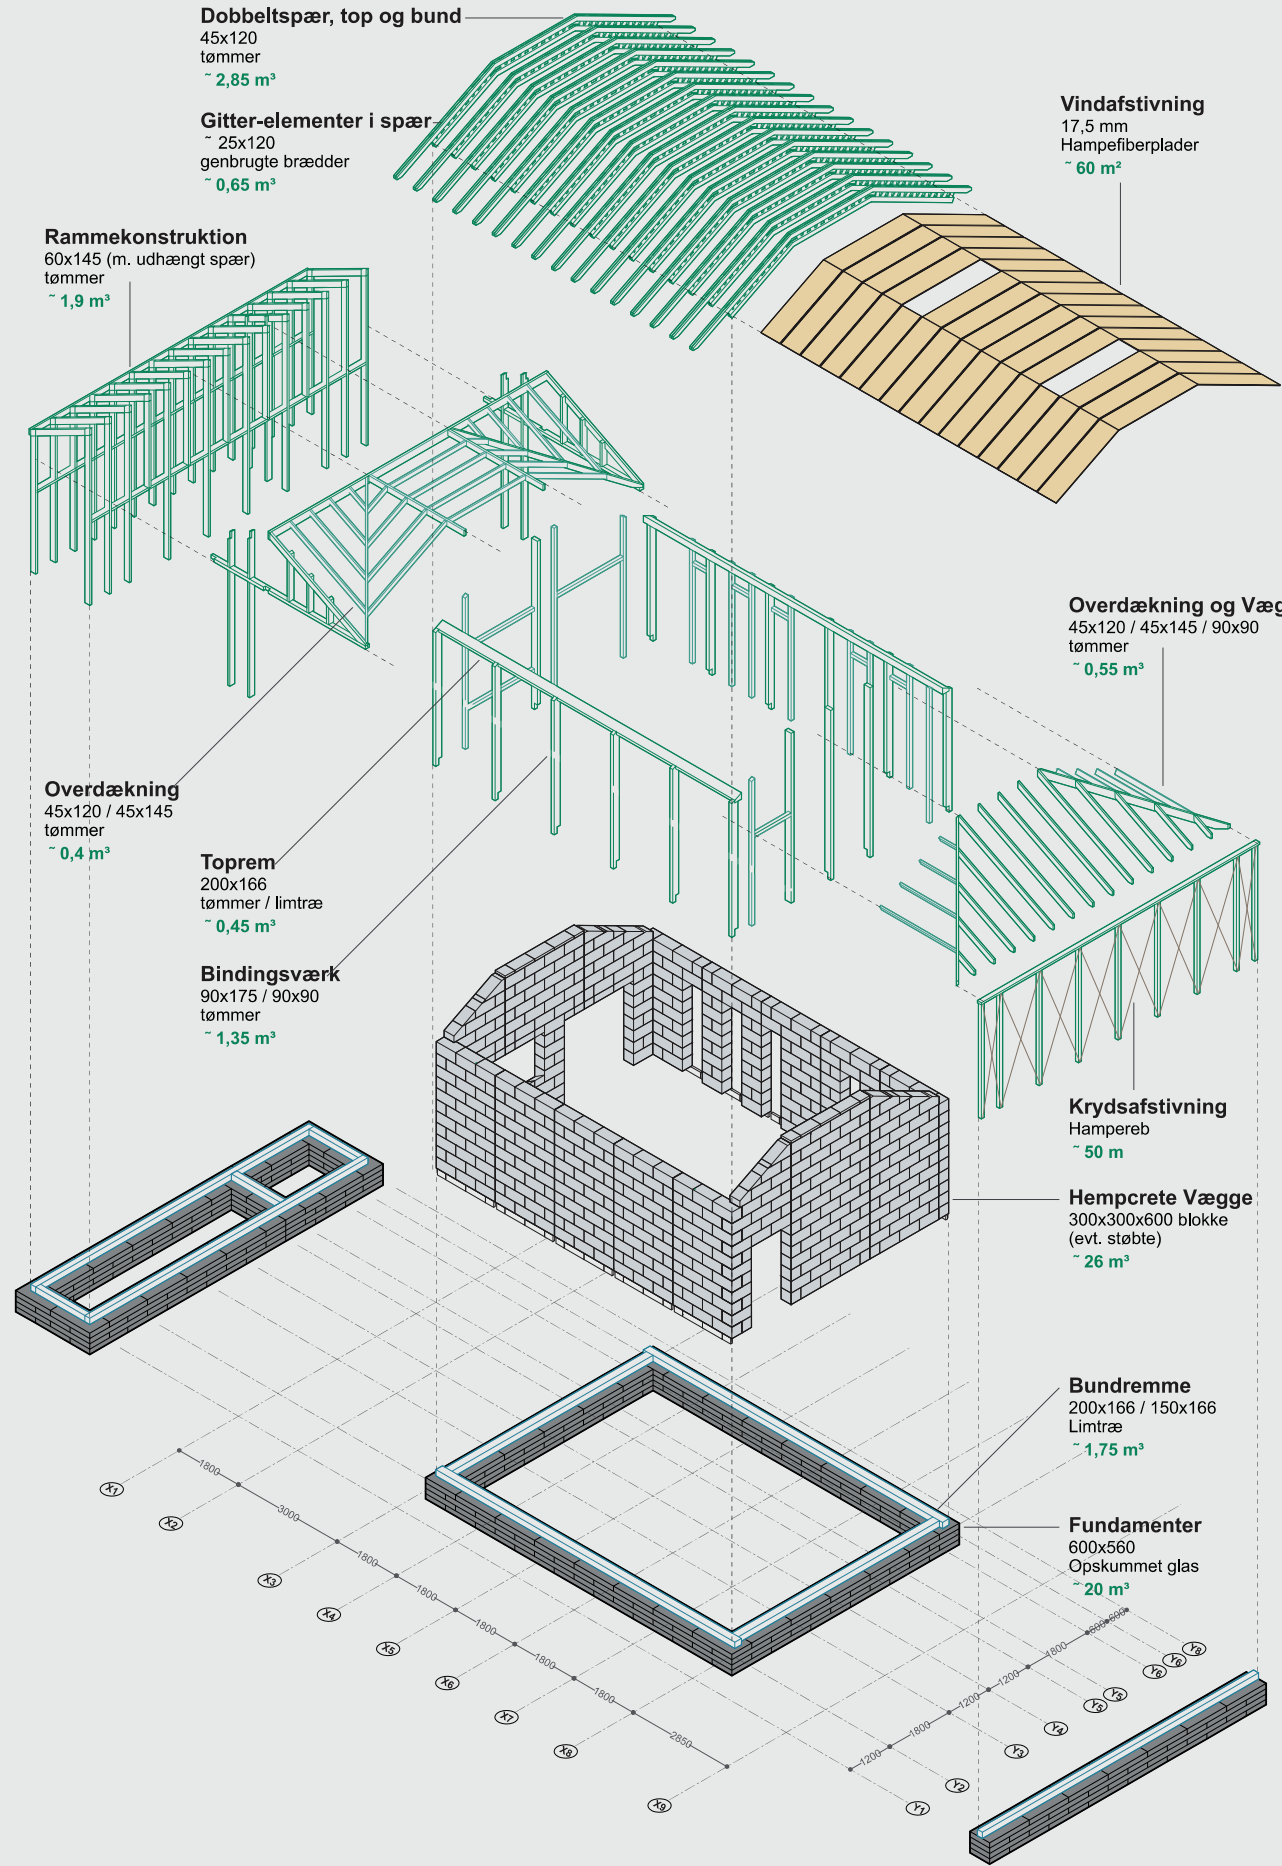 Dobbeltspær, top og bund
45x120
tømmer
~ 2,85 m³
Gitter-elementer i spær
~ 25x120
genbrugte brædder
~ 0,65 m³
Vindafstivning
17,5 mm
Hampefiberplader
~ 60 m²
Rammekonstruktion
60x145 (m. udhængt spær)
tømmer
~ 1,9 m³
Overdækning og Væg
45x120 / 45x145 / 90x90
tømmer
~ 0,55 m³
Overdækning
45x120 / 45x145
tømmer
~ 0,4 m³
Toprem
200x166
tømmer / limtræ
~ 0,45 m³
Bindingsværk
90x175 / 90x90
tømmer
~ 1,35 m³
Krydsafstivning
Hampereb
~ 50 m
Hempcrete Vægge
300x300x600 blokke
(evt. støbte)
~ 26 m³
Bundremme
200x166 / 150x166
Limtræ
~ 1,75 m³
Fundamenter
600x560
Opskummet glas
~ 20 m³
1800
3000
1800
1800
1800
1800
1800
2850
X1
X2
X3
X4
X5
X6
X7
X8
X9
1200
1800
1200
1200
1800
600
600
Y1
Y2
Y3
Y4
Y5
Y5
Y6
Y6
Y8